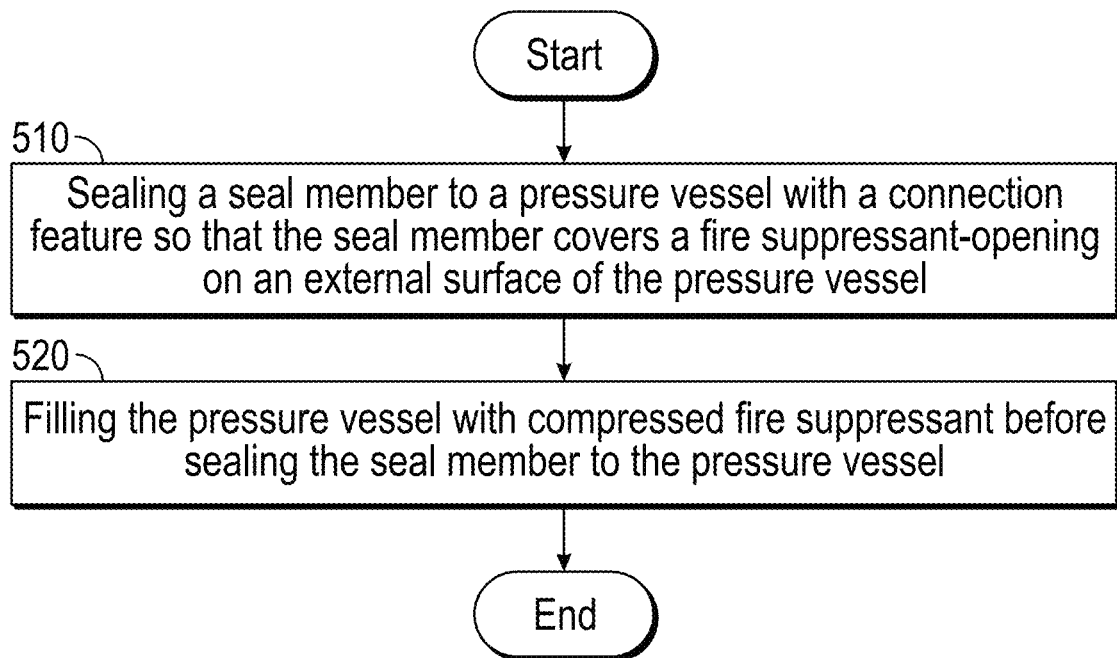 Start
510
Sealing a seal member to a pressure vessel with a connection
feature so that the seal member covers a fire suppressant-opening
on an external surface of the pressure vessel
520
Filling the pressure vessel with compressed fire suppressant before
sealing the seal member to the pressure vessel
End